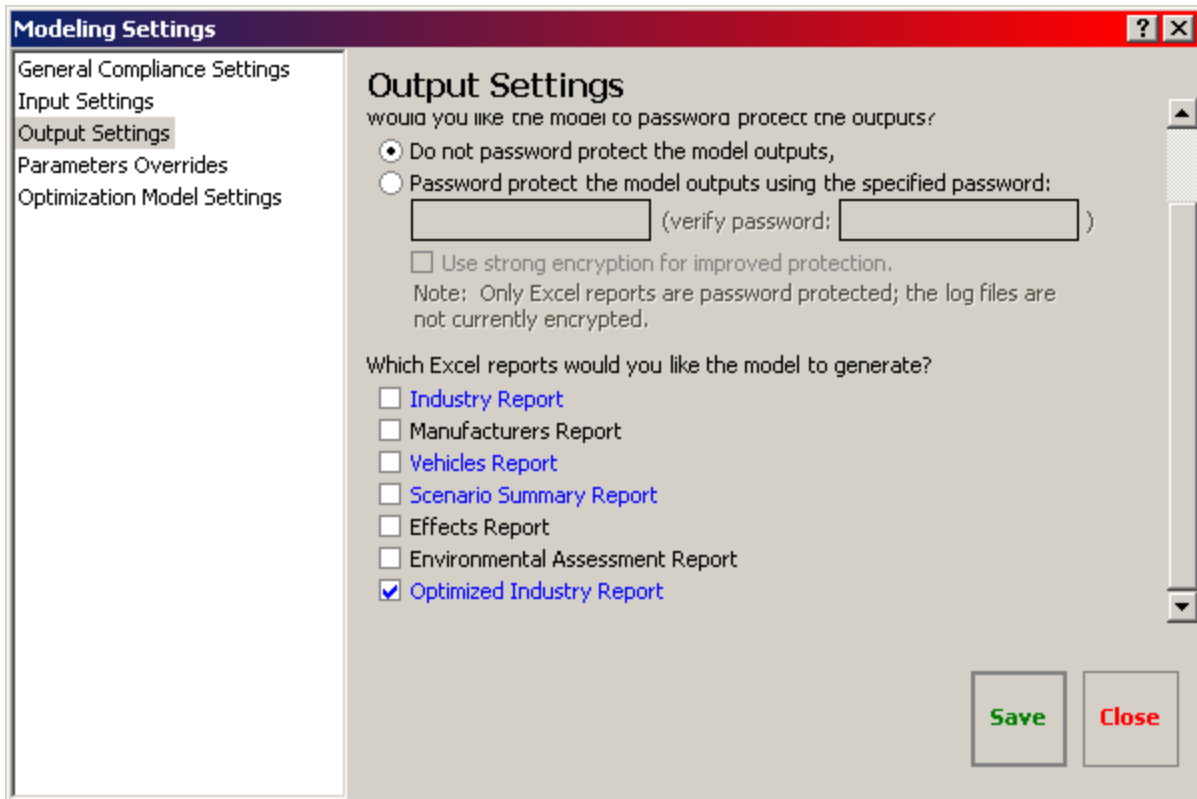 Modeling Settings
General Compliance Settings
Input Settings
Output Settings
Parameters Overrides
Optimization Model Settings
Output Settings
Would you like the model to password protect the outputs?
Do not password protect the model outputs,
Password protect the model outputs using the specified password:
(verify password: )
Use strong encryption for improved protection.
Note: Only Excel reports are password protected; the log files are
not currently encrypted.
Which Excel reports would you like the model to generate?
Industry Report
Manufacturers Report
Vehicles Report
Scenario Summary Report
Effects Report
Environmental Assessment Report
Optimized Industry Report
Save
Close